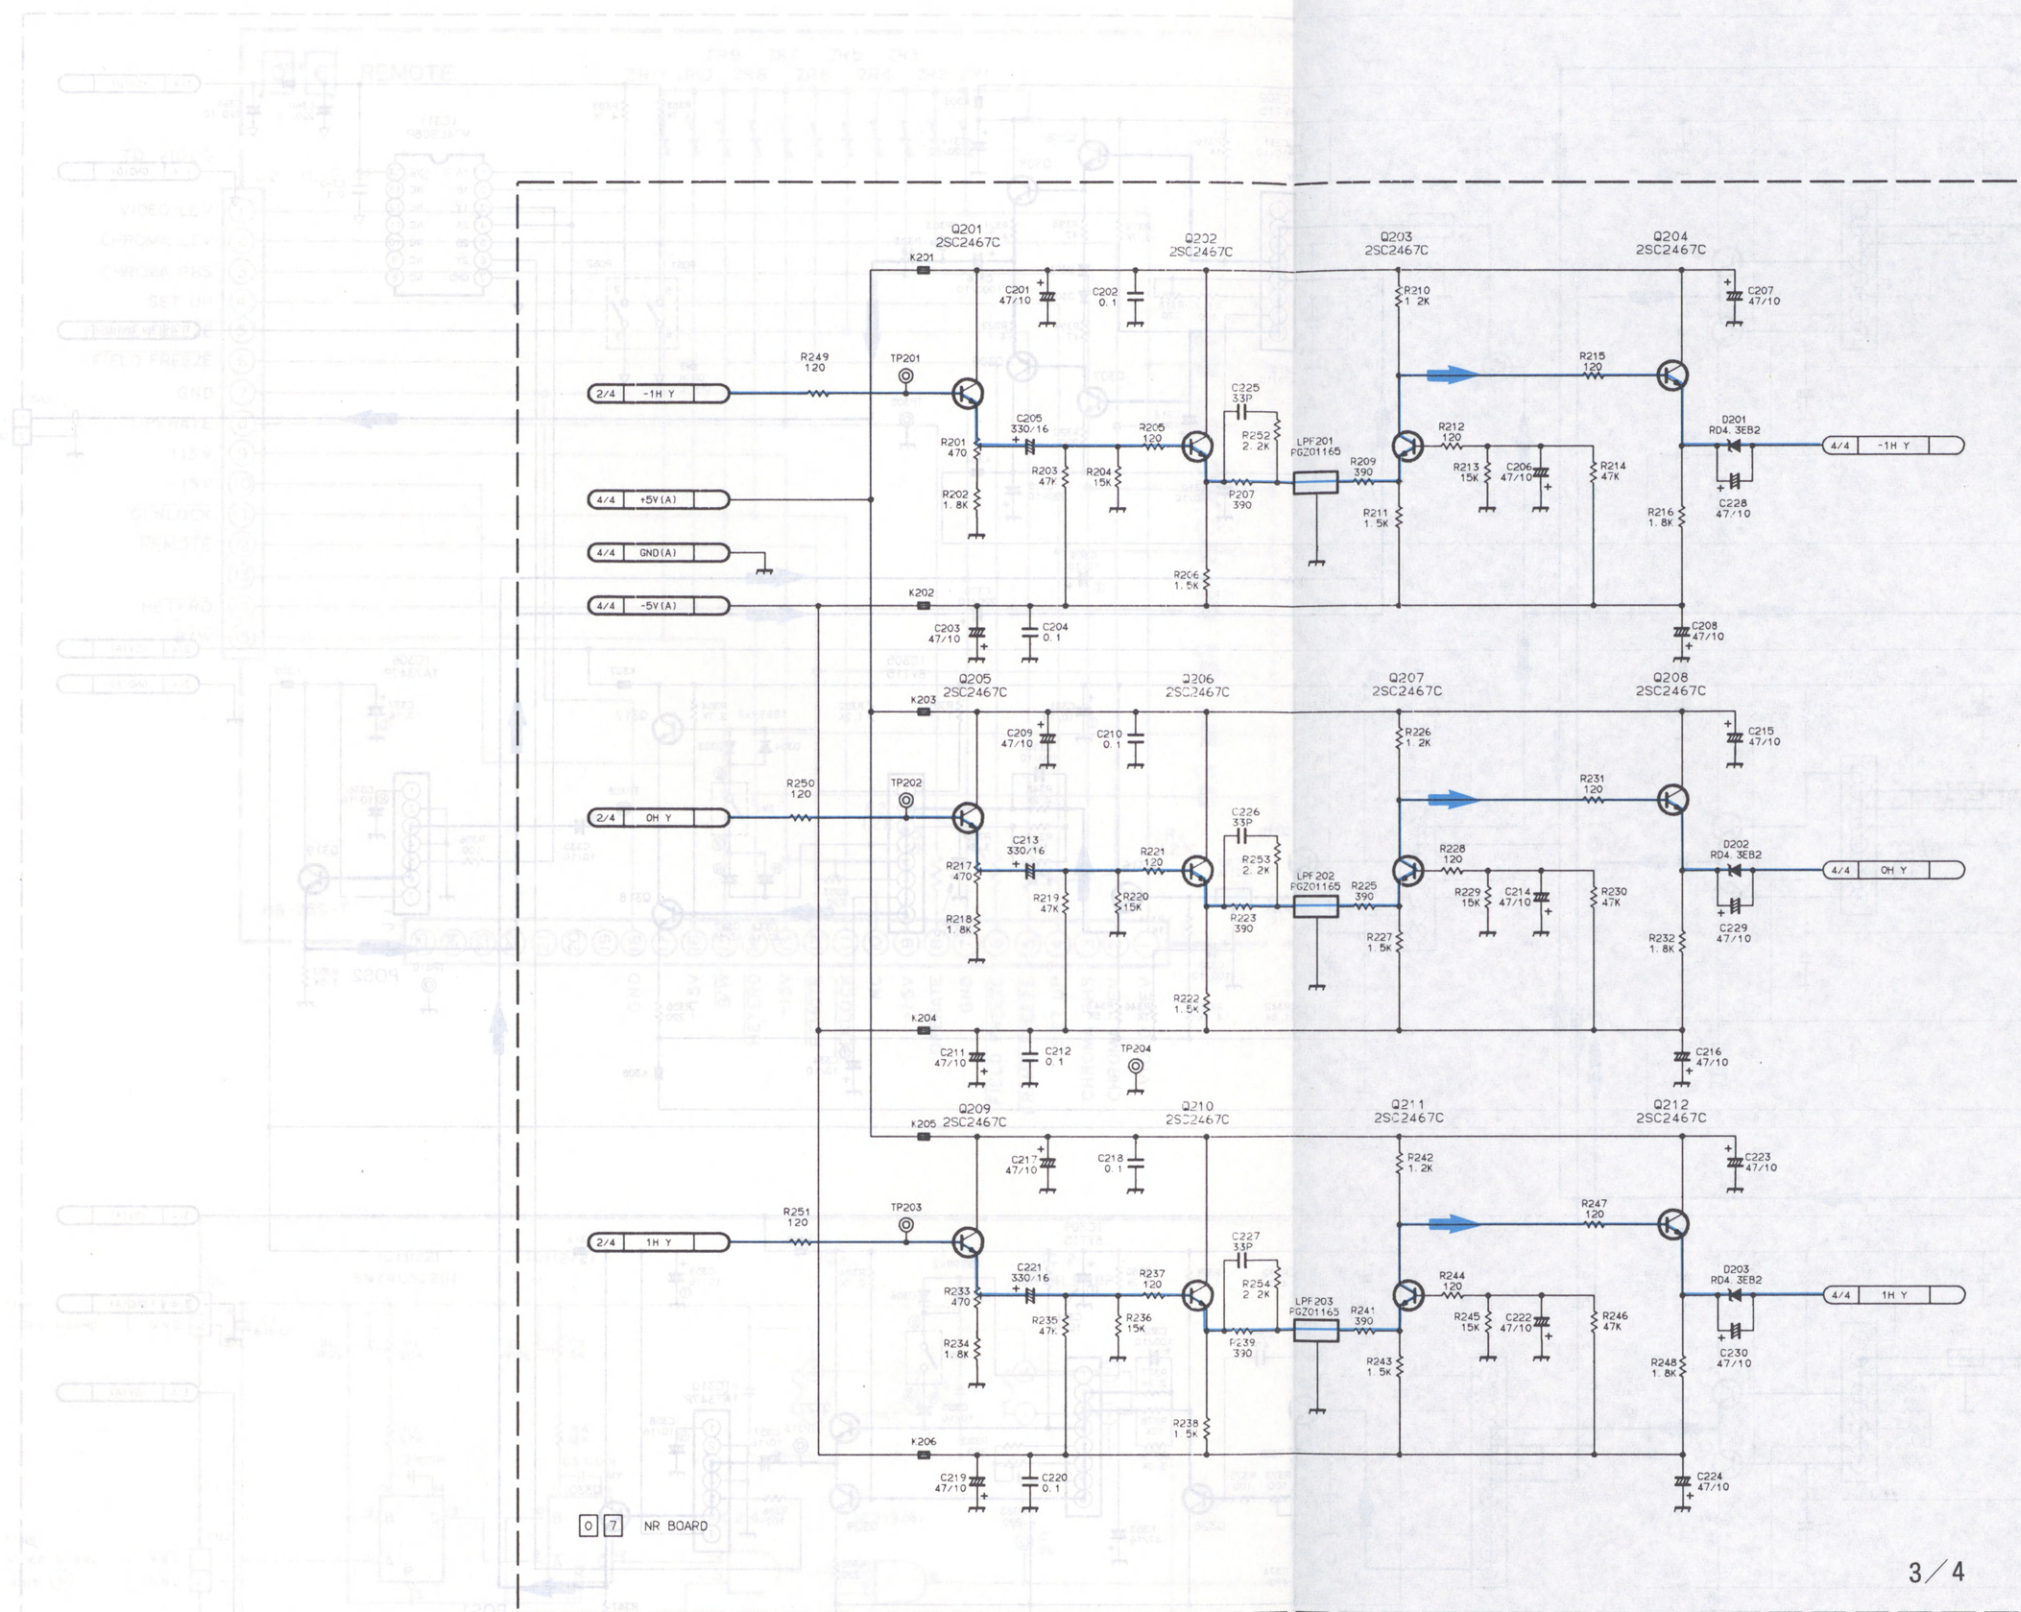 Q201
2SC2467C
Q202
2SC2467C
Q203
2SC2467C
Q204
2SC2467C
K201
C201
47/10
C202
0.1
R210
1.2K
C207
47/10
R249
120
TP201
R215
120
2/4 -1H Y
C205
330/16
R201
470
R205
120
C225
33P
R252
2.2K
LPF201
PGZ01165
R209
390
R212
120
D201
RD4.3EB2
4/4 -1H Y
R202
1.8K
R203
47K
R204
15K
R207
390
R211
1.5K
R213
15K
C206
47/10
R214
47K
R216
1.8K
C228
47/10
4/4 +5V(A)
4/4 GND(A)
R206
1.5K
4/4 -5V(A)
K202
C203
47/10
C204
0.1
C208
47/10
Q205
2SC2467C
Q206
2SC2467C
Q207
2SC2467C
Q208
2SC2467C
K203
C209
47/10
C210
0.1
R226
1.2K
C215
47/10
R250
120
TP202
R231
120
2/4 0H Y
C213
330/16
R217
470
R221
120
C226
33P
R253
2.2K
LPF202
PGZ01165
R225
390
R228
120
D202
RD4.3EB2
4/4 0H Y
R218
1.8K
R219
47K
R220
15K
R223
390
R227
1.5K
R229
15K
C214
47/10
R230
47K
R232
1.8K
C229
47/10
R222
1.5K
K204
C211
47/10
C212
0.1
TP204
C216
47/10
Q209
2SC2467C
Q210
2SC2467C
Q211
2SC2467C
Q212
2SC2467C
K205
C217
47/10
C218
0.1
R242
1.2K
C223
47/10
R251
120
TP203
R247
120
2/4 1H Y
C221
330/16
R233
470
R237
120
C227
33P
R254
2.2K
LPF203
PGZ01165
R241
390
R244
120
D203
RD4.3EB2
4/4 1H Y
R234
1.8K
R235
47K
R236
15K
R239
390
R243
1.5K
R245
15K
C222
47/10
R246
47K
R248
1.8K
C230
47/10
R238
1.5K
K206
C219
47/10
C220
0.1
C224
47/10
0 7 NR BOARD
3/4